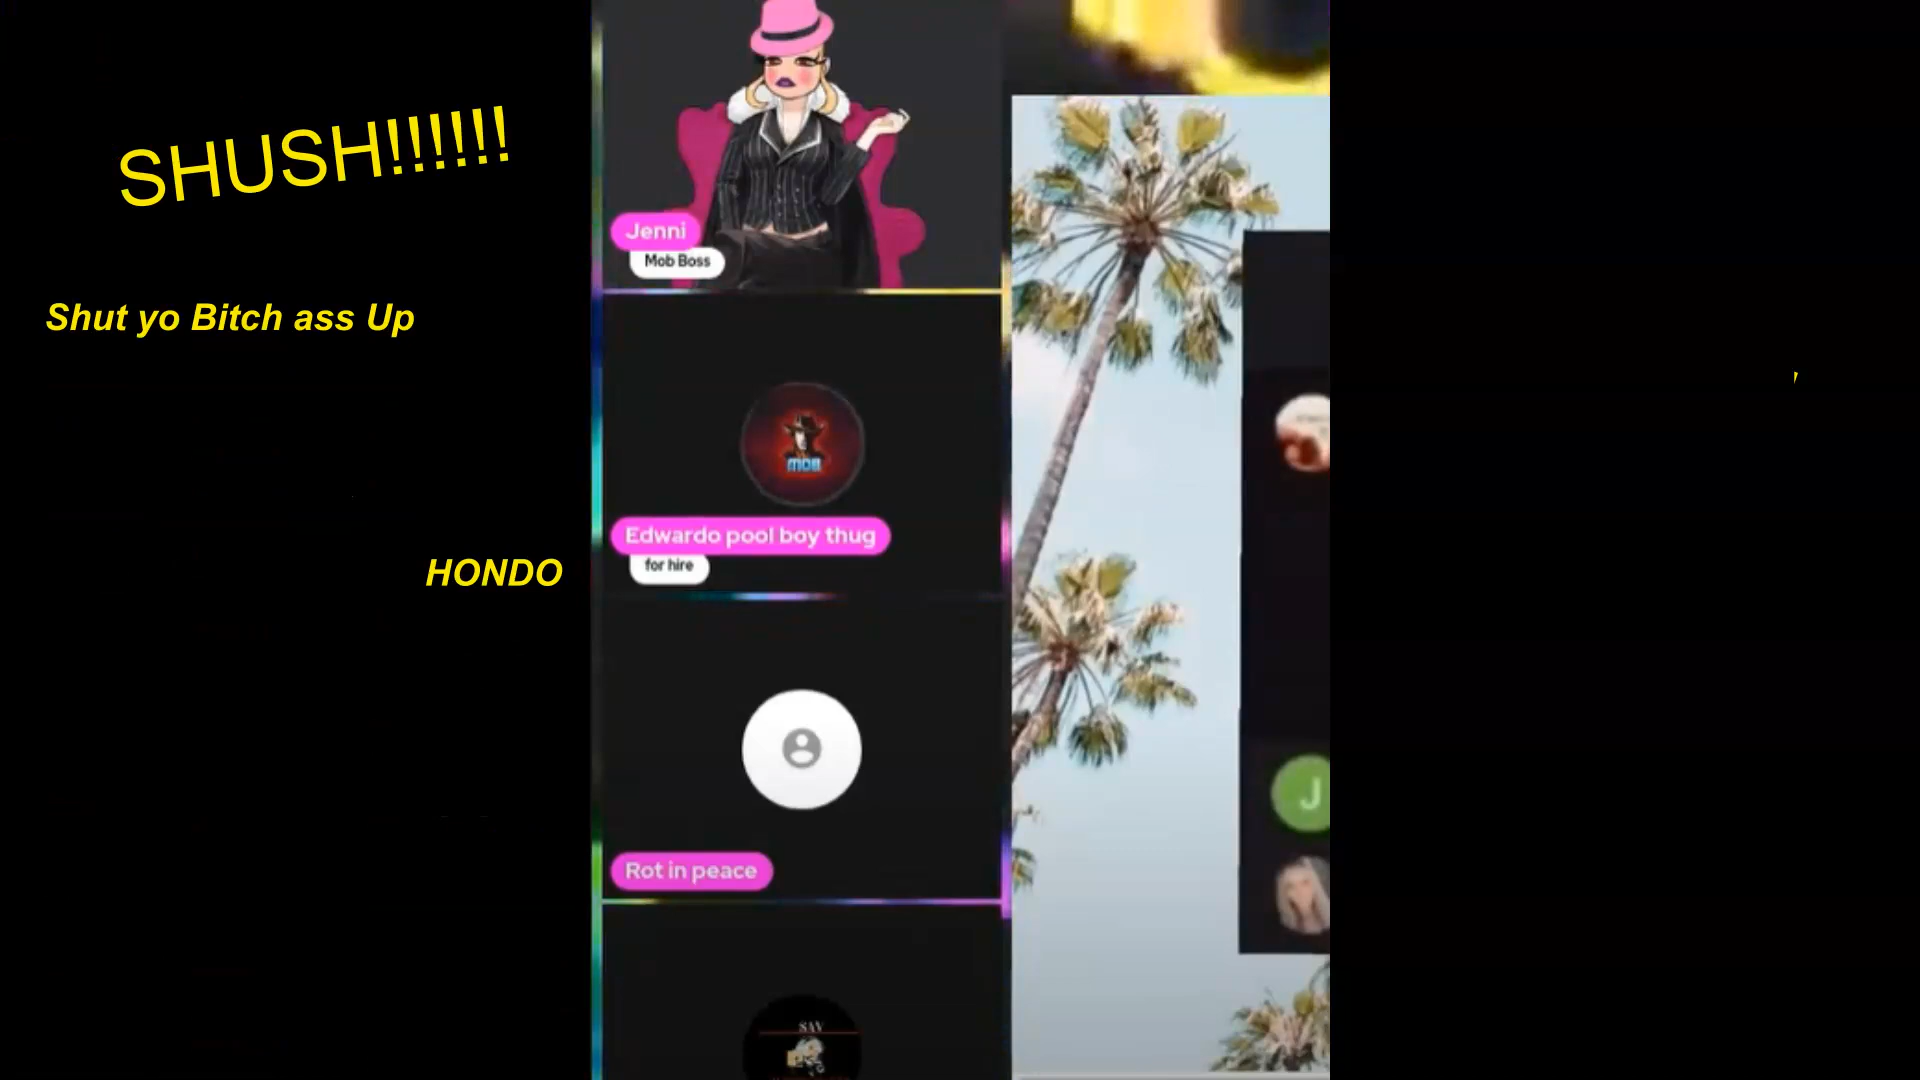 SHUSH!!!!!!
Shut yo Bitch ass Up
HONDO
Jenni
Mob Boss
MOB
Edwardo pool boy thug
for hire
Rot in peace
SAV
J